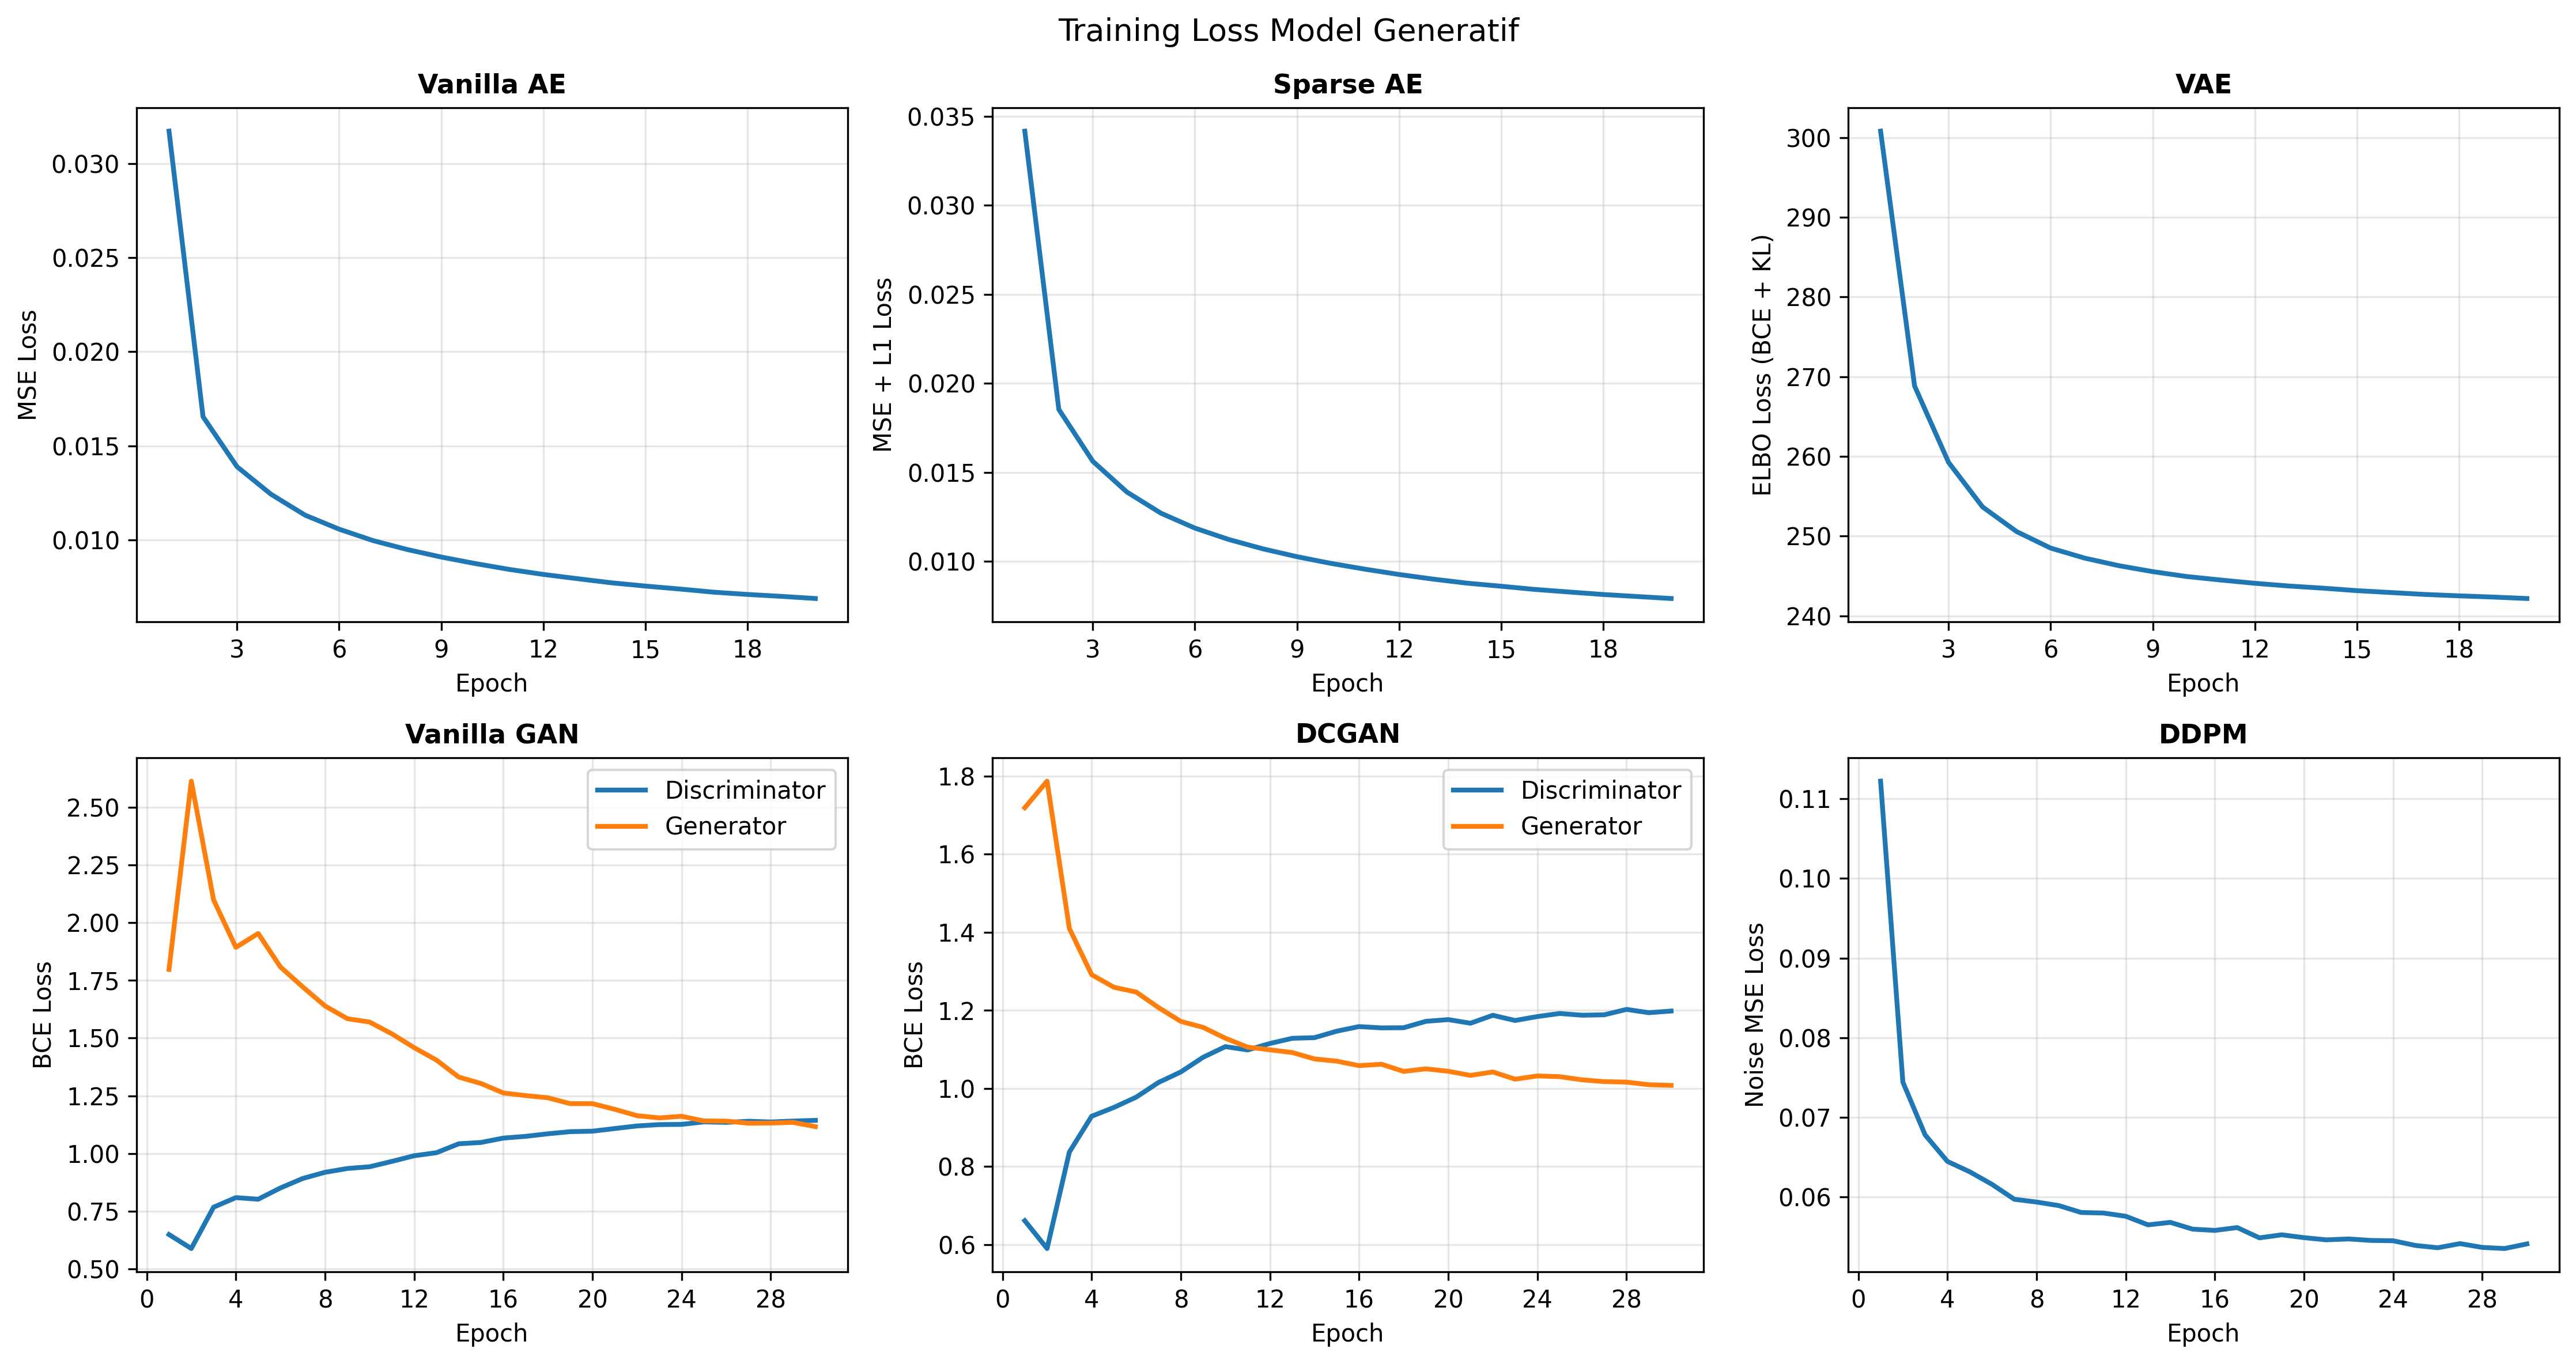 Training Loss Model Generatif
Vanilla AE
MSE Loss
0.030
0.025
0.020
0.015
0.010
3 6 9 12 15 18
Epoch
Sparse AE
MSE + L1 Loss
0.035
0.030
0.025
0.020
0.015
0.010
3 6 9 12 15 18
Epoch
VAE
ELBO Loss (BCE + KL)
300
290
280
270
260
250
240
3 6 9 12 15 18
Epoch
Vanilla GAN
BCE Loss
2.50
2.25
2.00
1.75
1.50
1.25
1.00
0.75
0.50
Discriminator
Generator
0 4 8 12 16 20 24 28
Epoch
DCGAN
BCE Loss
1.8
1.6
1.4
1.2
1.0
0.8
0.6
Discriminator
Generator
0 4 8 12 16 20 24 28
Epoch
DDPM
Noise MSE Loss
0.11
0.10
0.09
0.08
0.07
0.06
0 4 8 12 16 20 24 28
Epoch